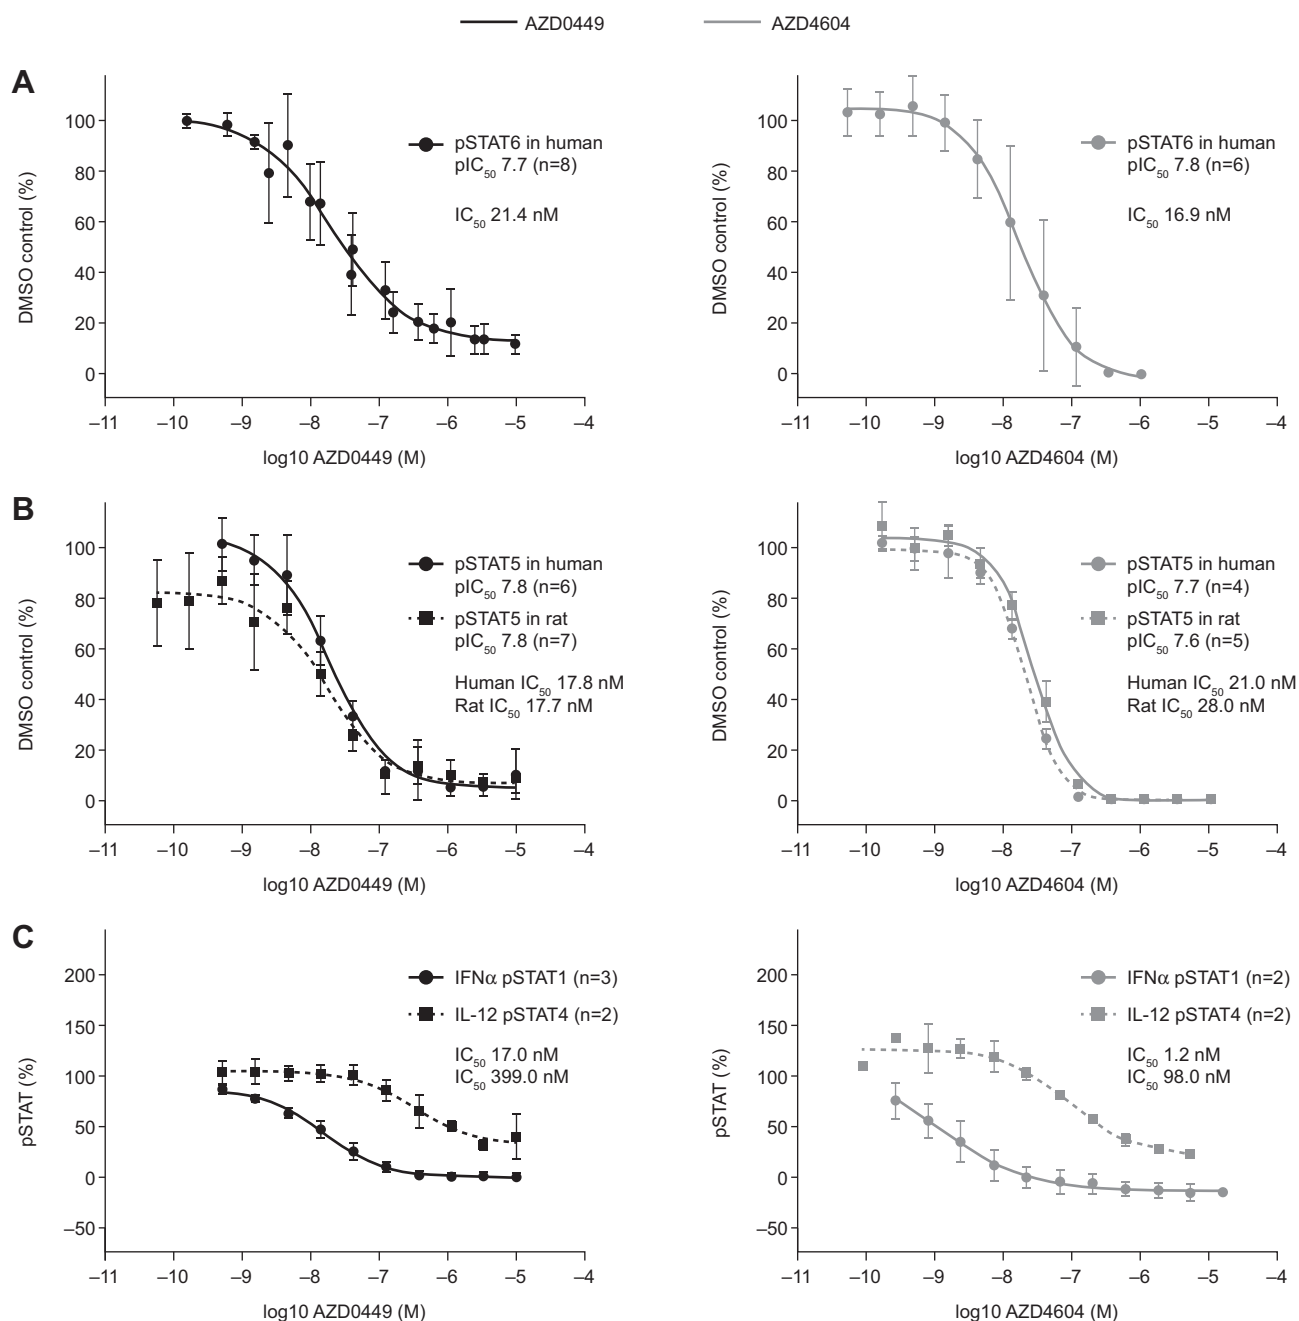 AZD0449 AZD4604
A
100
80
60
40
20
0
DMSO control (%)
pSTAT6 in human
pIC50 7.7 (n=8)
IC50 21.4 nM
–11 –10 –9 –8 –7 –6 –5 –4
log10 AZD0449 (M)
100
80
60
40
20
0
DMSO control (%)
pSTAT6 in human
pIC50 7.8 (n=6)
IC50 16.9 nM
–11 –10 –9 –8 –7 –6 –5 –4
log10 AZD4604 (M)
B
100
80
60
40
20
0
DMSO control (%)
pSTAT5 in human
pIC50 7.8 (n=6)
pSTAT5 in rat
pIC50 7.8 (n=7)
Human IC50 17.8 nM
Rat IC50 17.7 nM
–11 –10 –9 –8 –7 –6 –5 –4
log10 AZD0449 (M)
100
80
60
40
20
0
DMSO control (%)
pSTAT5 in human
pIC50 7.7 (n=4)
pSTAT5 in rat
pIC50 7.6 (n=5)
Human IC50 21.0 nM
Rat IC50 28.0 nM
–11 –10 –9 –8 –7 –6 –5 –4
log10 AZD4604 (M)
C
200
150
100
50
0
–50
pSTAT (%)
IFNα pSTAT1 (n=3)
IL-12 pSTAT4 (n=2)
IC50 17.0 nM
IC50 399.0 nM
–11 –10 –9 –8 –7 –6 –5 –4
log10 AZD0449 (M)
200
150
100
50
0
–50
pSTAT (%)
IFNα pSTAT1 (n=2)
IL-12 pSTAT4 (n=2)
IC50 1.2 nM
IC50 98.0 nM
–11 –10 –9 –8 –7 –6 –5 –4
log10 AZD4604 (M)